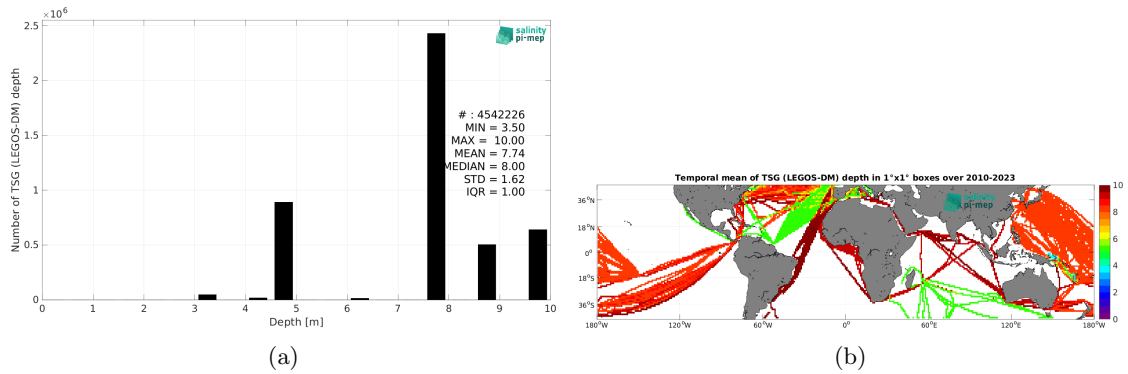 ×10⁶
2.5
2
1.5
1
0.5
0
Number of TSG (LEGOS-DM) depth
salinity
pi-mep
# : 4542226
MIN = 3.50
MAX = 10.00
MEAN = 7.74
MEDIAN = 8.00
STD = 1.62
IQR = 1.00
0 1 2 3 4 5 6 7 8 9 10
Depth [m]
(a)
Temporal mean of TSG (LEGOS-DM) depth in 1°x1° boxes over 2010-2023
salinity
pi-mep
36°N
18°N
0°
18°S
36°S
180°W 120°W 60°W 0° 60°E 120°E 180°W
10
8
6
4
2
0
(b)